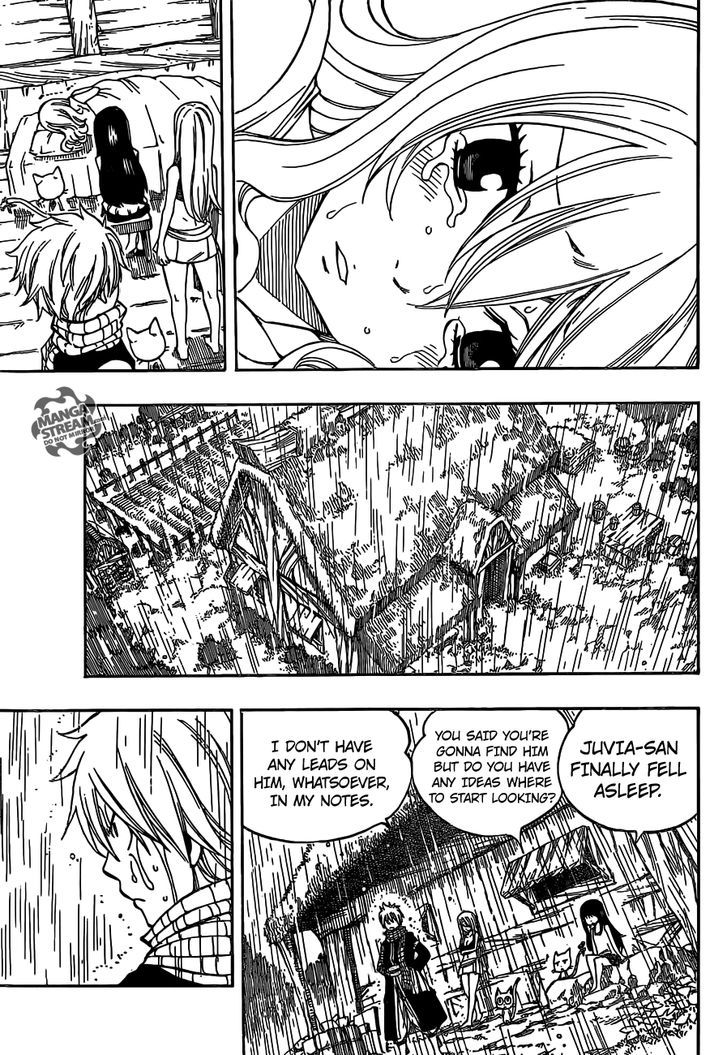 MANGA
STREAM
DO NOT MIRROR
JUVIA-SAN
FINALLY FELL
ASLEEP.
YOU SAID YOU'RE
GONNA FIND HIM
BUT DO YOU HAVE
ANY IDEAS WHERE
TO START LOOKING?
I DON'T HAVE
ANY LEADS ON
HIM, WHATSOEVER,
IN MY NOTES.